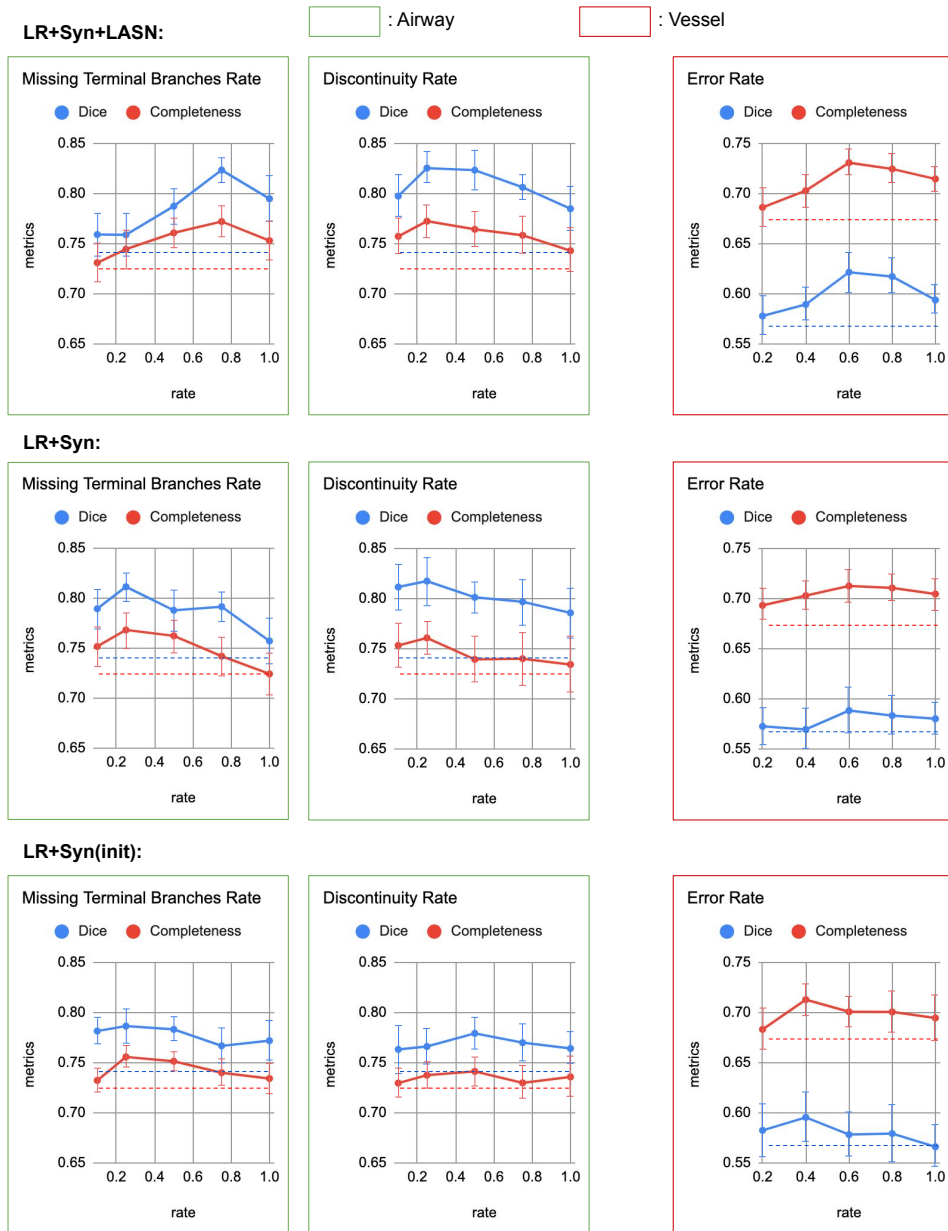 : Airway
: Vessel
LR+Syn+LASN:
Missing Terminal Branches Rate
Dice
Completeness
0.85
0.80
0.75
0.70
0.65
metrics
0.2 0.4 0.6 0.8 1.0
rate
Discontinuity Rate
Dice
Completeness
0.85
0.80
0.75
0.70
0.65
metrics
0.2 0.4 0.6 0.8 1.0
rate
Error Rate
Dice
Completeness
0.75
0.70
0.65
0.60
0.55
metrics
0.2 0.4 0.6 0.8 1.0
rate
LR+Syn:
Missing Terminal Branches Rate
Dice
Completeness
0.85
0.80
0.75
0.70
0.65
metrics
0.2 0.4 0.6 0.8 1.0
rate
Discontinuity Rate
Dice
Completeness
0.85
0.80
0.75
0.70
0.65
metrics
0.2 0.4 0.6 0.8 1.0
rate
Error Rate
Dice
Completeness
0.75
0.70
0.65
0.60
0.55
metrics
0.2 0.4 0.6 0.8 1.0
rate
LR+Syn(init):
Missing Terminal Branches Rate
Dice
Completeness
0.85
0.80
0.75
0.70
0.65
metrics
0.2 0.4 0.6 0.8 1.0
rate
Discontinuity Rate
Dice
Completeness
0.85
0.80
0.75
0.70
0.65
metrics
0.2 0.4 0.6 0.8 1.0
rate
Error Rate
Dice
Completeness
0.75
0.70
0.65
0.60
0.55
metrics
0.2 0.4 0.6 0.8 1.0
rate